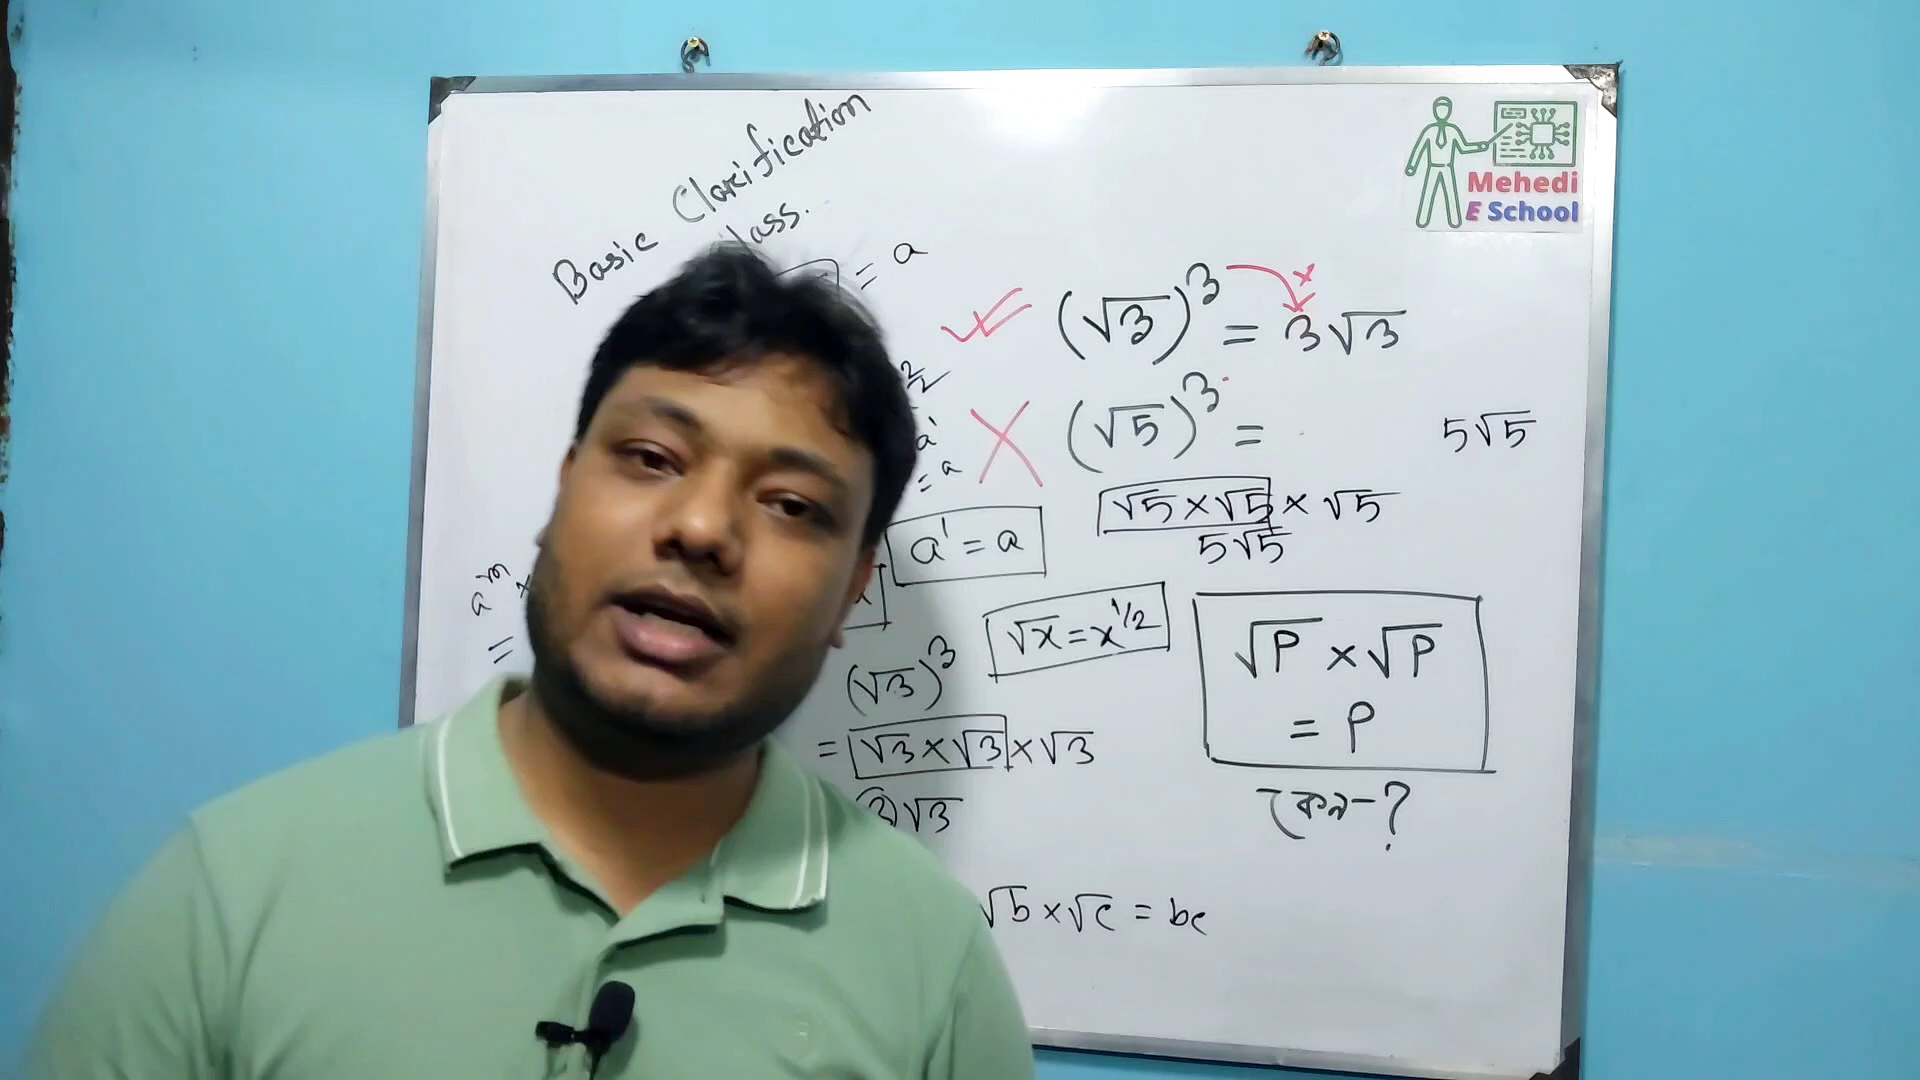 Basic Clarification
class.
= a
(√3)³ = 3√3
(√5)³ =
5√5
= a
√5 × √5 × √5
5√5
a¹ = a
aᵐ ×
=
√x = x^1/2
√P × √P
= P
কেন-?
(√3)³
= √3 × √3 × √3
3√3
√b × √c = bc
Mehedi
E School